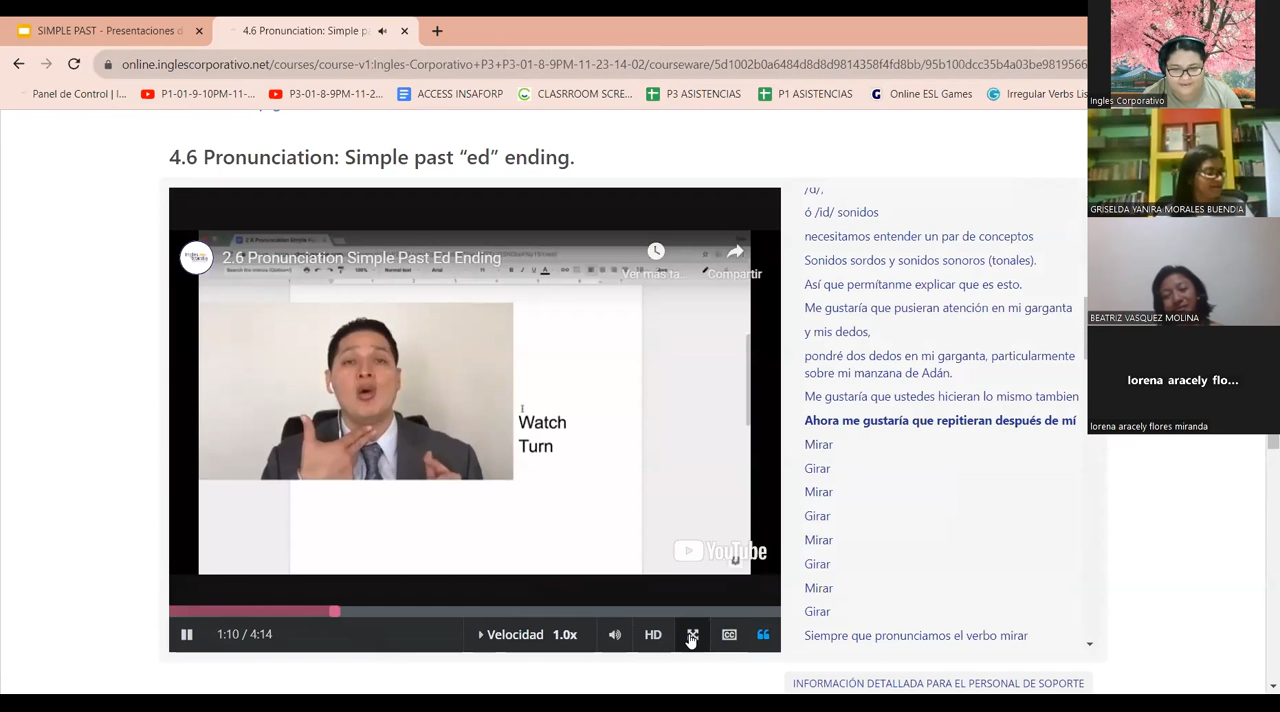 SIMPLE PAST - Presentaciones d
4.6 Pronunciation: Simple pa
online.inglescorporativo.net/courses/course-v1:Ingles-Corporativo+P3+P3-01-8-9PM-11-23-14-02/courseware/5d1002b0a6484d8d8d9814358f4fd8bb/95b100dcc35b4a03be9819566
Panel de Control | I...
P1-01-9-10PM-11-...
P3-01-8-9PM-11-2...
ACCESS INSAFORP
CLASRROOM SCRE...
P3 ASISTENCIAS
P1 ASISTENCIAS
Online ESL Games
Irregular Verbs Lis
Ingles Corporativo
GRISELDA YANIRA MORALES BUENDIA
BEATRIZ VASQUEZ MOLINA
lorena aracely flo...
lorena aracely flores miranda
4.6 Pronunciation: Simple past “ed” ending.
2.6 Pronunciation Simple Past Ed Ending
Ver más ta...
Compartir
Watch
Turn
YouTube
1:10 / 4:14
Velocidad 1.0x
HD
CC
/d/,
ó /id/ sonidos
necesitamos entender un par de conceptos
Sonidos sordos y sonidos sonoros (tonales).
Así que permítanme explicar que es esto.
Me gustaría que pusieran atención en mi garganta
y mis dedos,
pondré dos dedos en mi garganta, particularmente
sobre mi manzana de Adán.
Me gustaría que ustedes hicieran lo mismo tambien
Ahora me gustaría que repitieran después de mí
Mirar
Girar
Mirar
Girar
Mirar
Girar
Mirar
Girar
Siempre que pronunciamos el verbo mirar
INFORMACIÓN DETALLADA PARA EL PERSONAL DE SOPORTE